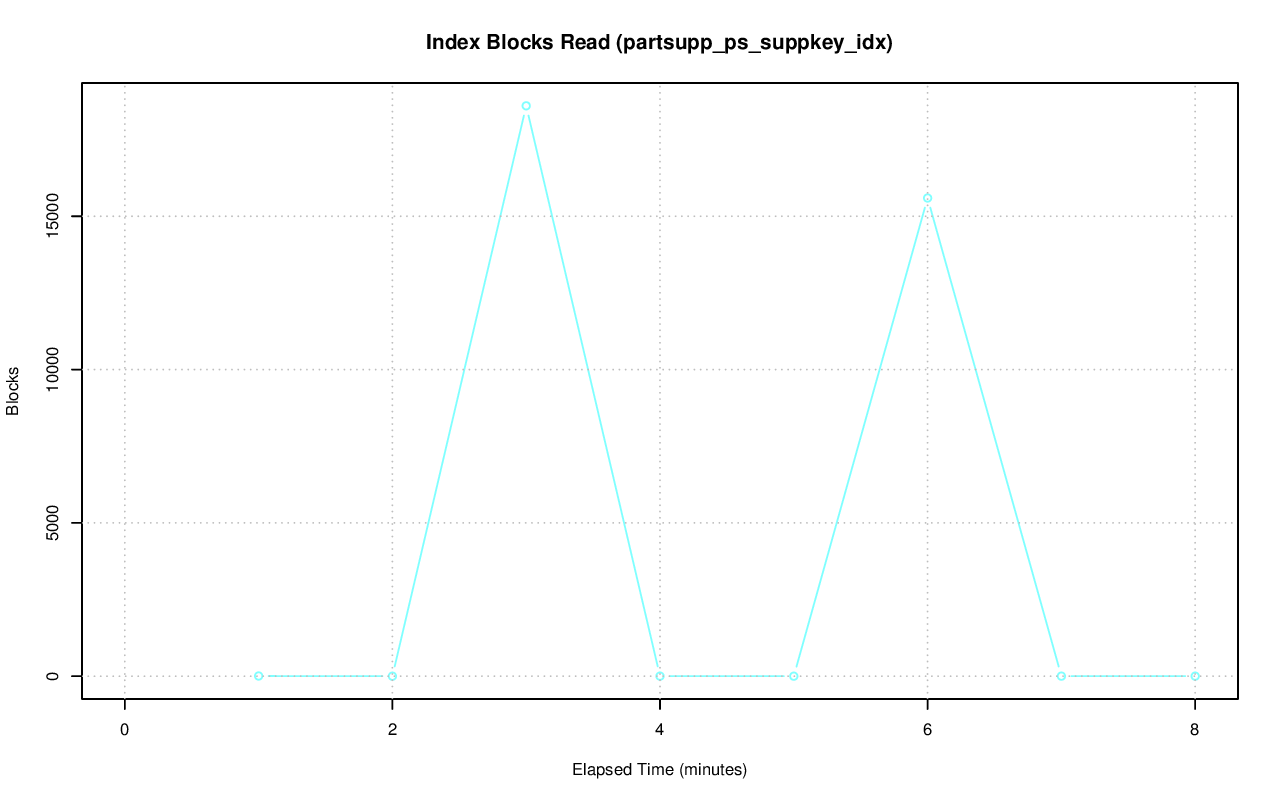 Index Blocks Read (partsupp_ps_suppkey_idx)
Blocks
15000
10000
5000
0
0 2 4 6 8
Elapsed Time (minutes)